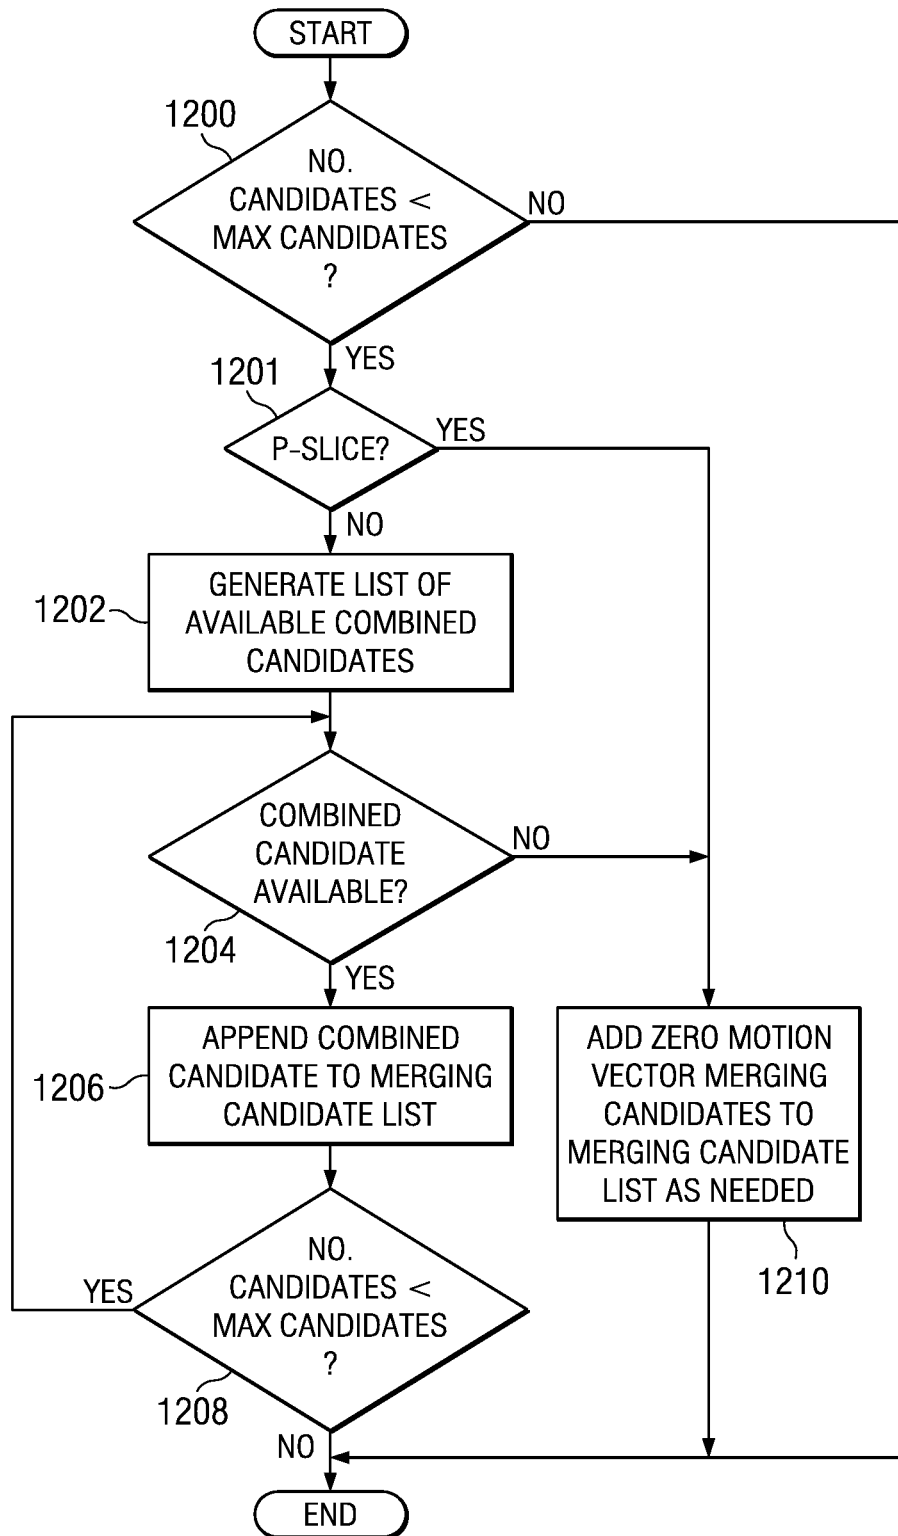 START
1200
NO.
CANDIDATES <
MAX CANDIDATES
?
NO
YES
1201
P-SLICE?
YES
NO
1202
GENERATE LIST OF
AVAILABLE COMBINED
CANDIDATES
COMBINED
CANDIDATE
AVAILABLE?
NO
1204
YES
1206
APPEND COMBINED
CANDIDATE TO MERGING
CANDIDATE LIST
ADD ZERO MOTION
VECTOR MERGING
CANDIDATES TO
MERGING CANDIDATE
LIST AS NEEDED
1210
NO.
CANDIDATES <
MAX CANDIDATES
?
YES
1208
NO
END